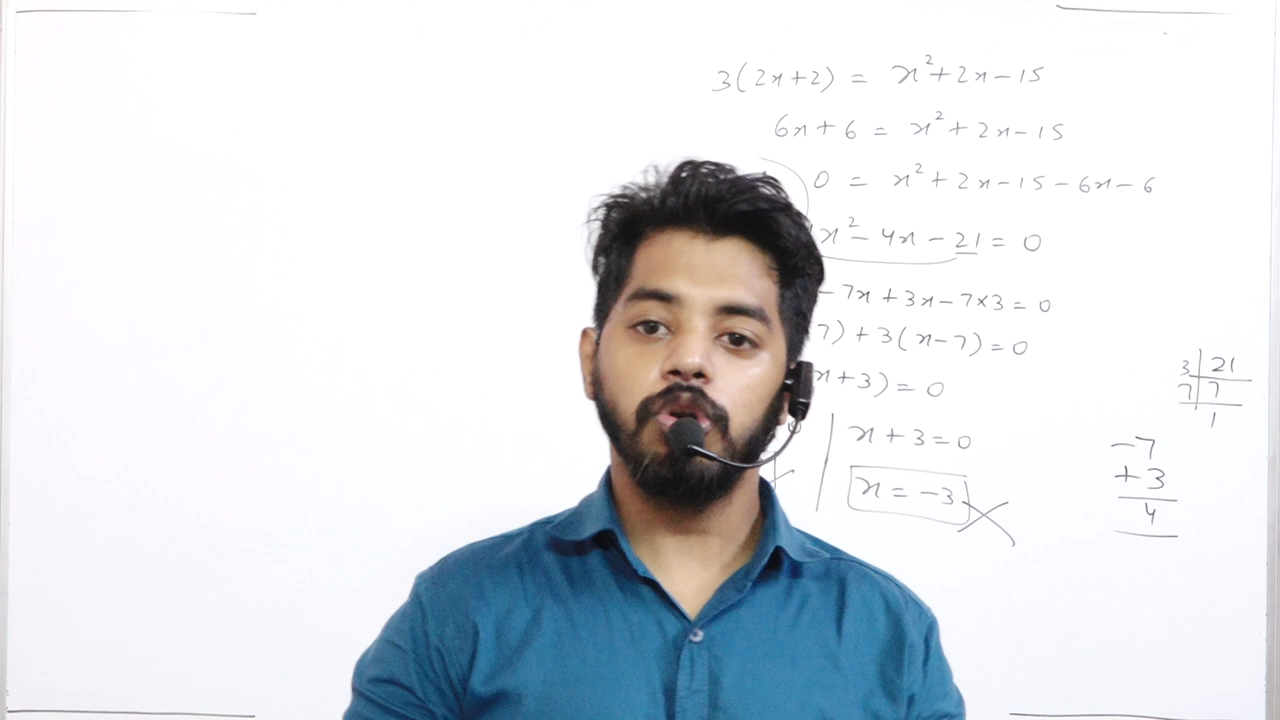 3(2x+2) = x²+2x-15
6x+6 = x²+2x-15
0 = x²+2x-15-6x-6
x²-4x-21=0
-7x+3x-7×3=0
7)+3(x-7)=0
x+3)=0
x+3=0
x=-3
3 21
7 7
1
-7
+3
4